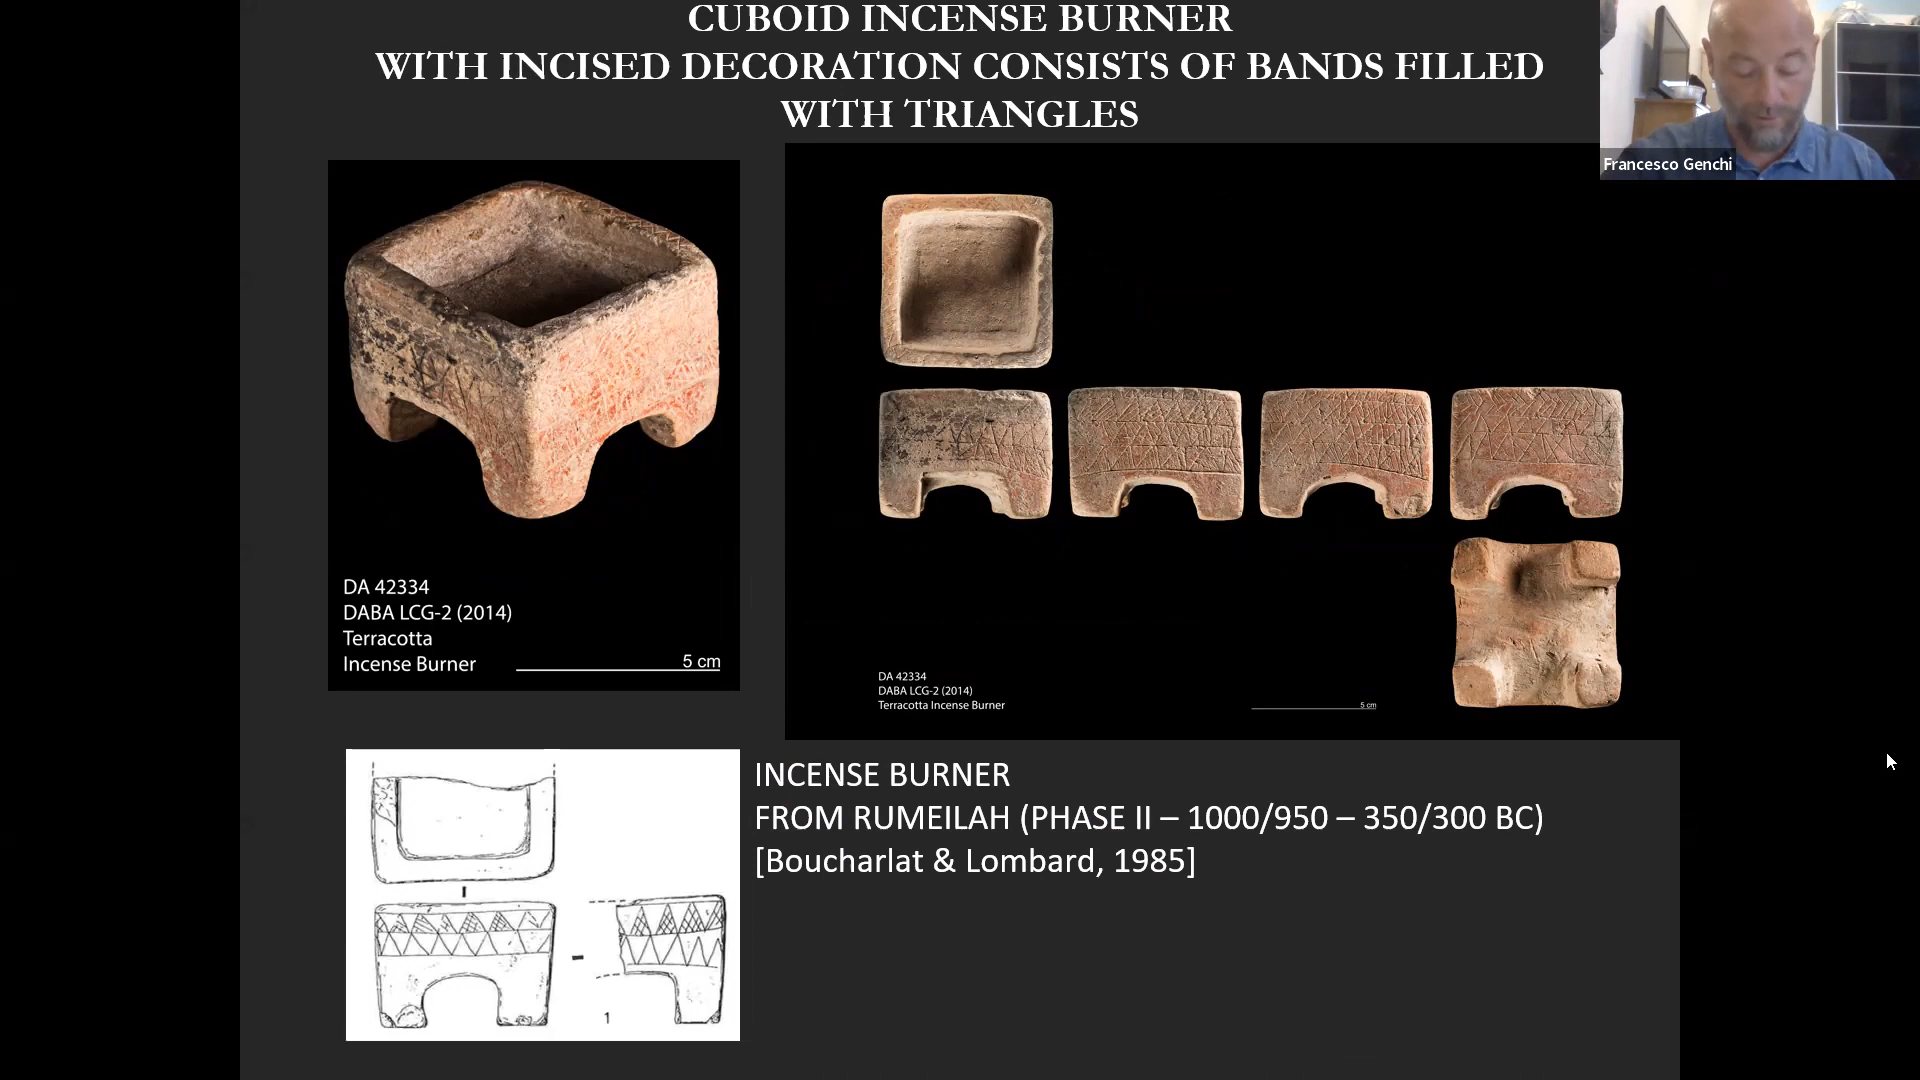 CUBOID INCENSE BURNER
WITH INCISED DECORATION CONSISTS OF BANDS FILLED
WITH TRIANGLES
Francesco Genchi
DA 42334
DABA LCG-2 (2014)
Terracotta
Incense Burner
5 cm
DA 42334
DABA LCG-2 (2014)
Terracotta Incense Burner
5 cm
1
INCENSE BURNER
FROM RUMEILAH (PHASE II – 1000/950 – 350/300 BC)
[Boucharlat & Lombard, 1985]